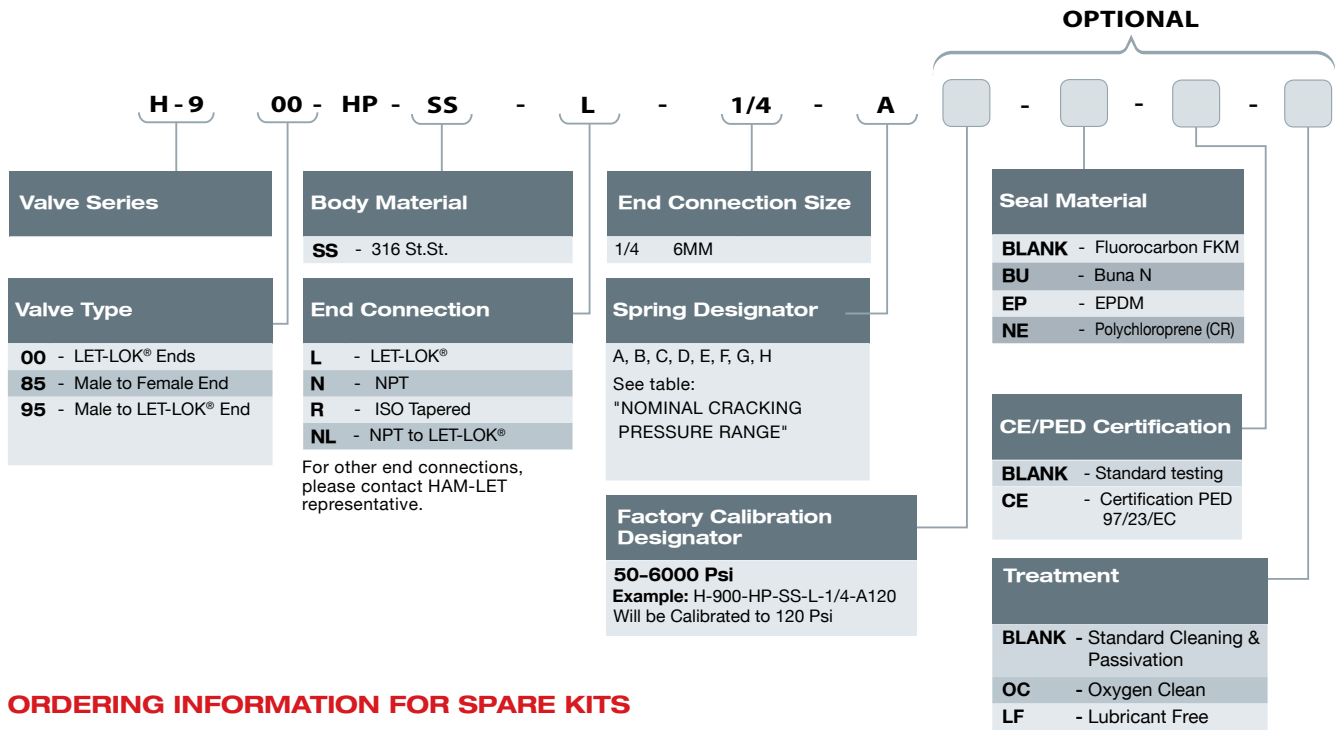 OPTIONAL
H-9 00 - HP - SS - L - 1/4 - A - - -
Valve Series
Valve Type
00 - LET-LOK® Ends
85 - Male to Female End
95 - Male to LET-LOK® End
Body Material
SS - 316 St.St.
End Connection
L - LET-LOK®
N - NPT
R - ISO Tapered
NL - NPT to LET-LOK®
For other end connections,
please contact HAM-LET
representative.
End Connection Size
1/4 6MM
Spring Designator
A, B, C, D, E, F, G, H
See table:
"NOMINAL CRACKING
PRESSURE RANGE"
Factory Calibration
Designator
50-6000 Psi
Example: H-900-HP-SS-L-1/4-A120
Will be Calibrated to 120 Psi
Seal Material
BLANK - Fluorocarbon FKM
BU - Buna N
EP - EPDM
NE - Polychloroprene (CR)
CE/PED Certification
BLANK - Standard testing
CE - Certification PED
97/23/EC
Treatment
BLANK - Standard Cleaning &
Passivation
OC - Oxygen Clean
LF - Lubricant Free
ORDERING INFORMATION FOR SPARE KITS